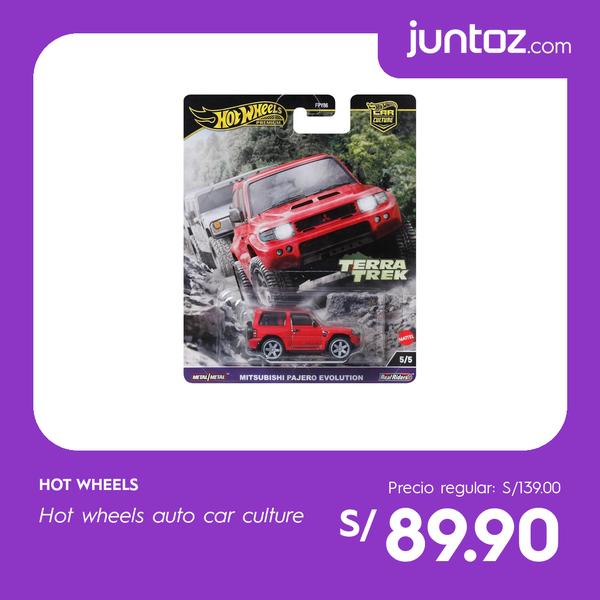 juntoz.com
Hot Wheels
PREMIUM
FPY86
CAR
CULTURE
TERRA
TREK
MATTEL
5/5
METAL/METAL
MITSUBISHI PAJERO EVOLUTION
Real Riders
HOT WHEELS
Hot wheels auto car culture
Precio regular: S/139.00
S/ 89.90